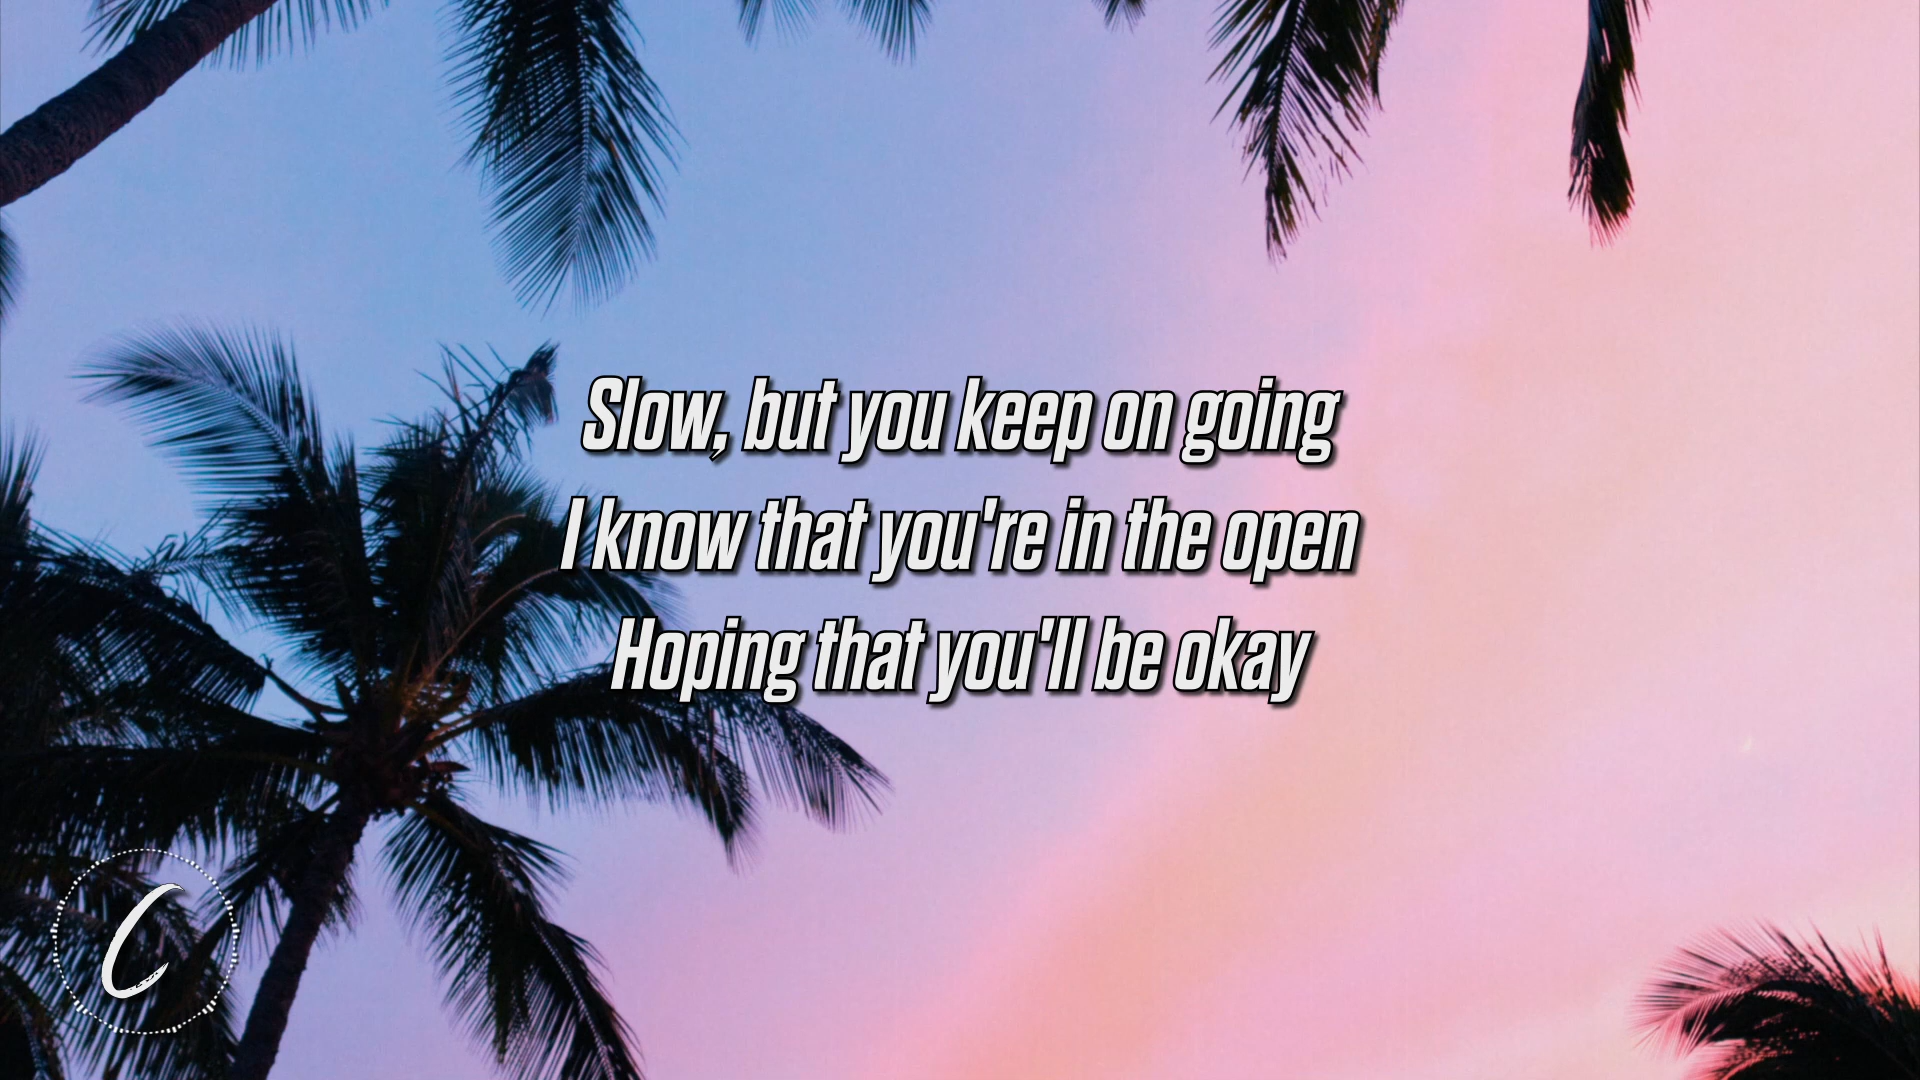 Slow, but you keep on going
I know that you're in the open
Hoping that you'll be okay
C